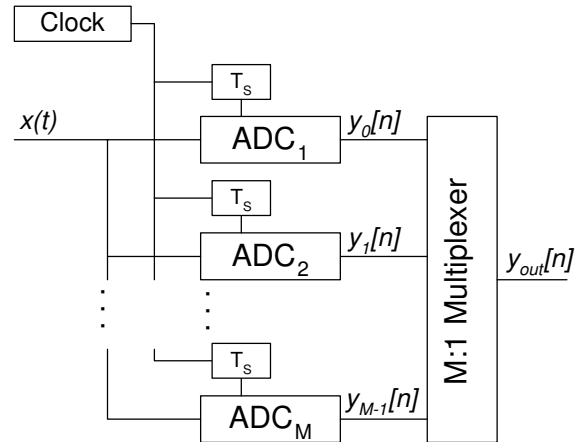 Clock
T_S
x(t)
y_0[n]
ADC_1
T_S
y_1[n]
ADC_2
M:1 Multiplexer
y_out[n]
T_S
y_M-1[n]
ADC_M